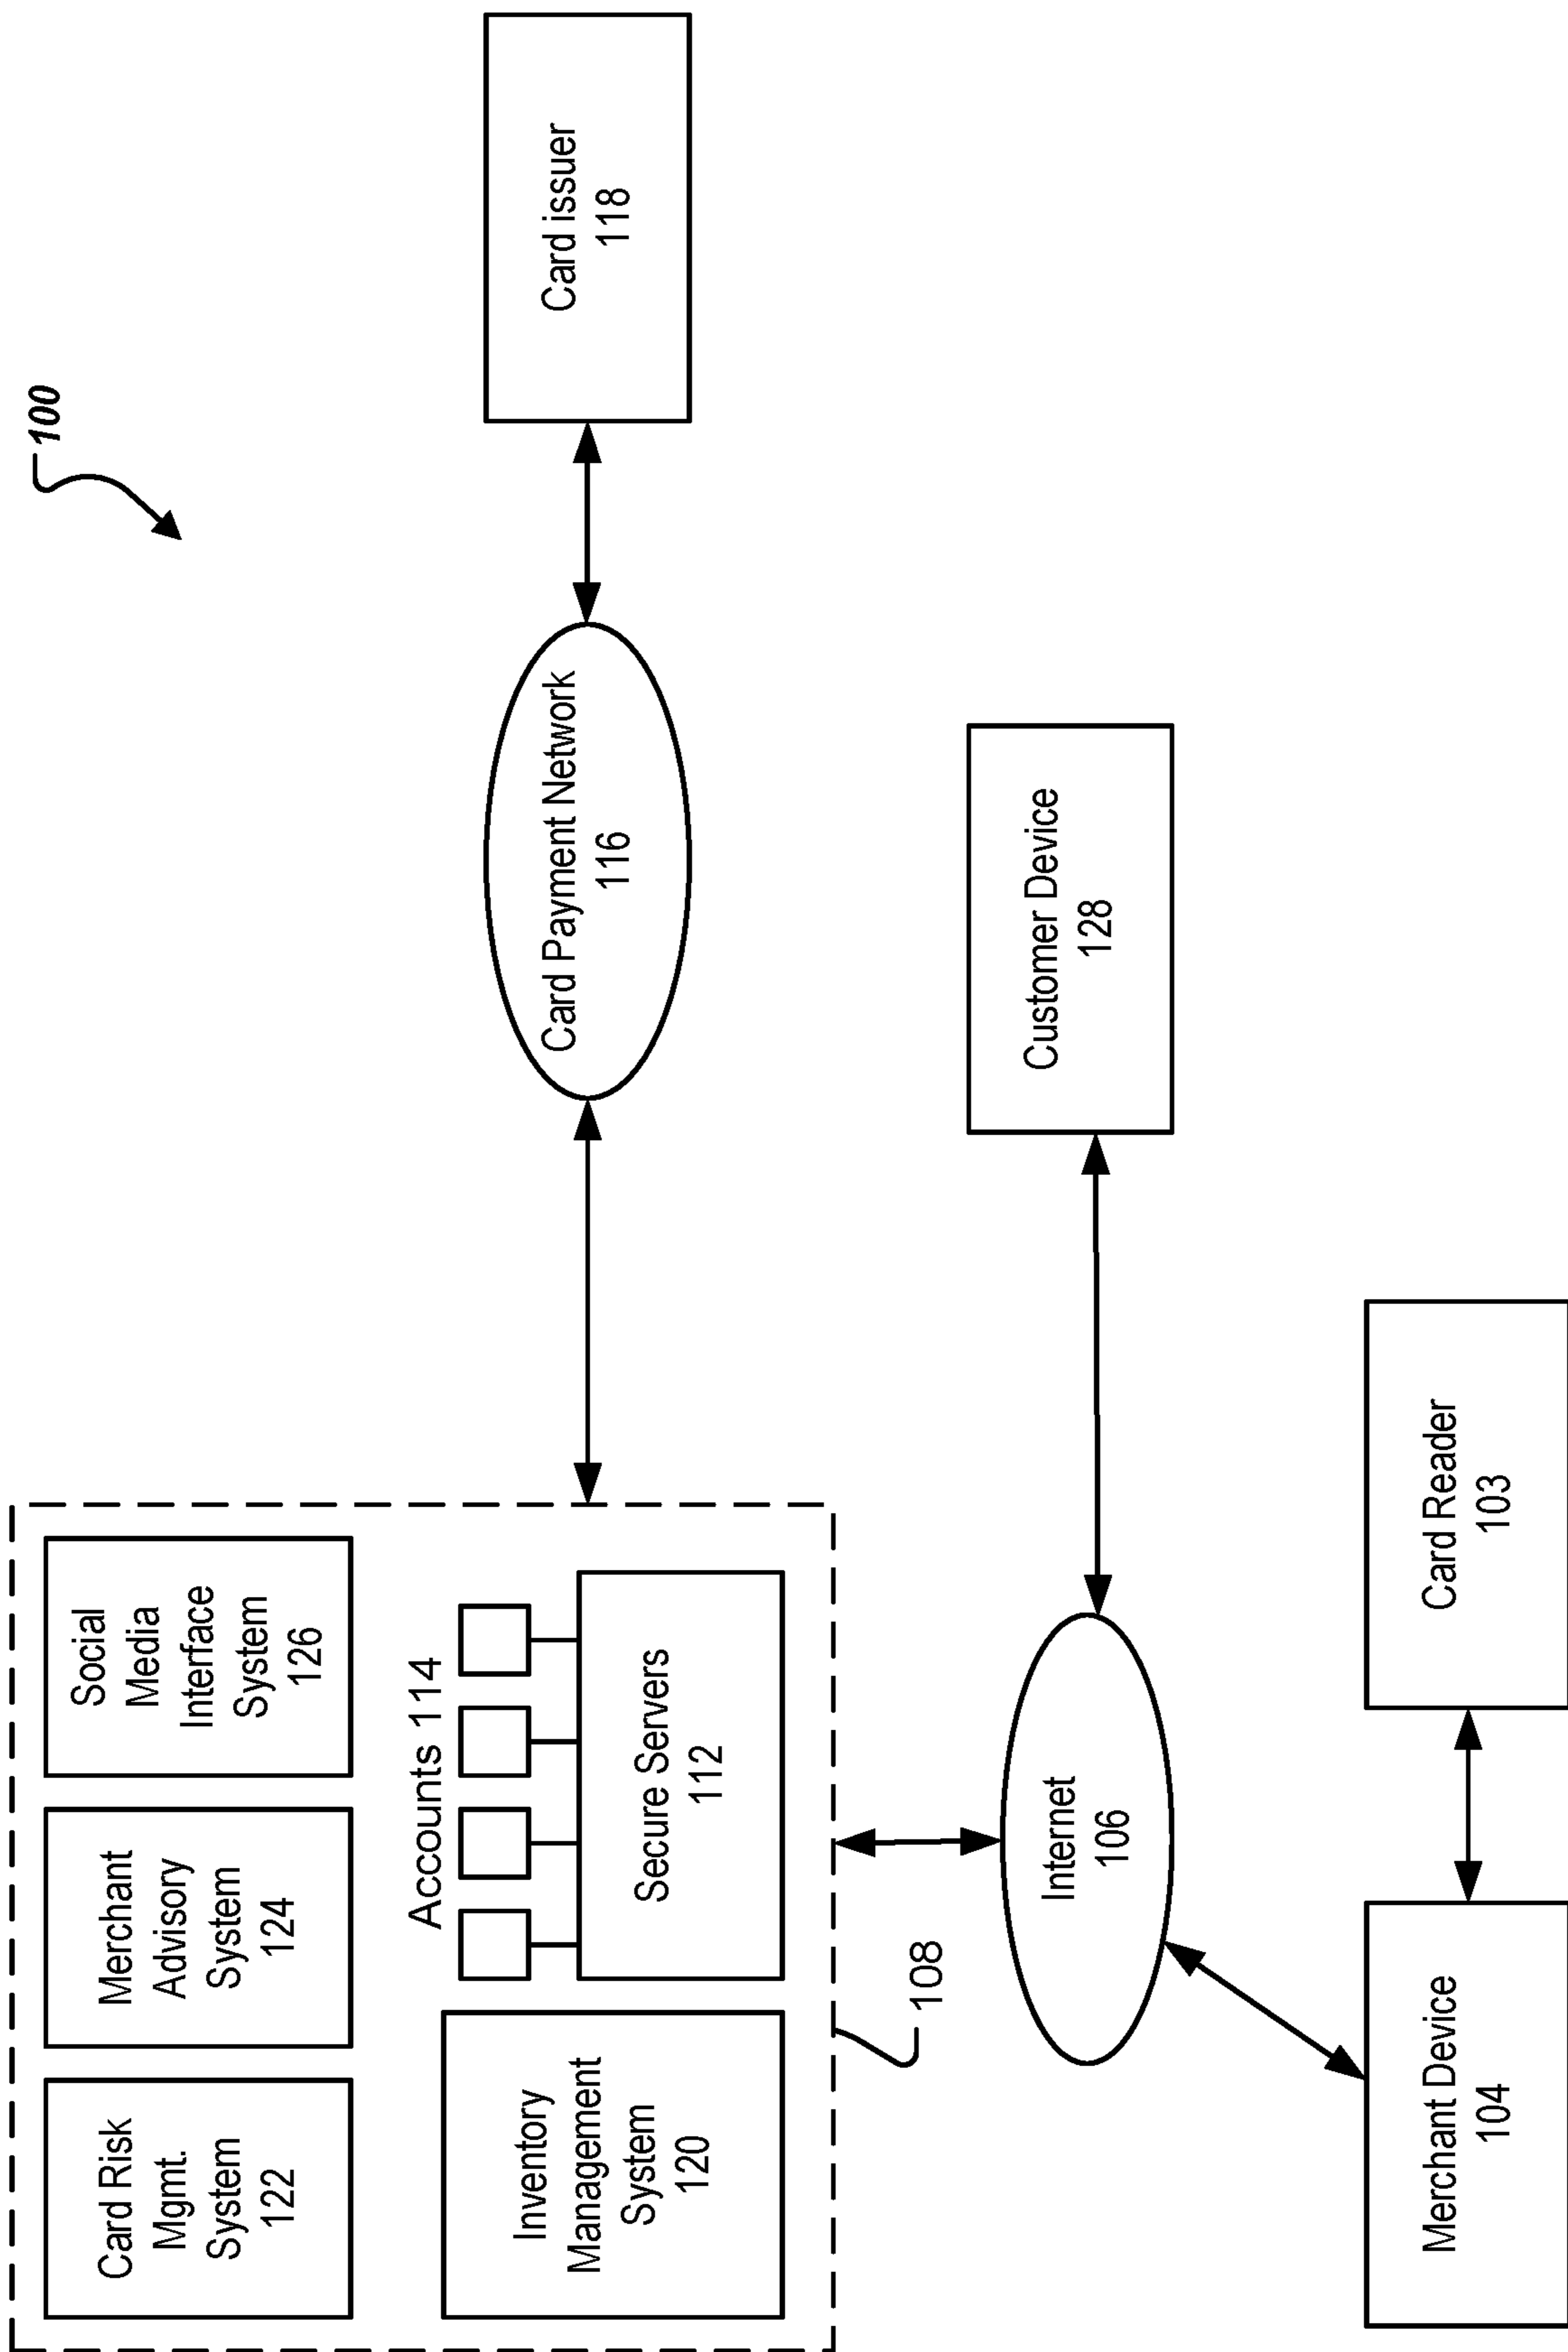 100
Card Risk
Mgmt.
System
122
Merchant
Advisory
System
124
Social
Media
Interface
System
126
Inventory
Management
System
120
Accounts 114
Secure Servers
112
108
Card Payment Network
116
Card issuer
118
Internet
106
Customer Device
128
Merchant Device
104
Card Reader
103